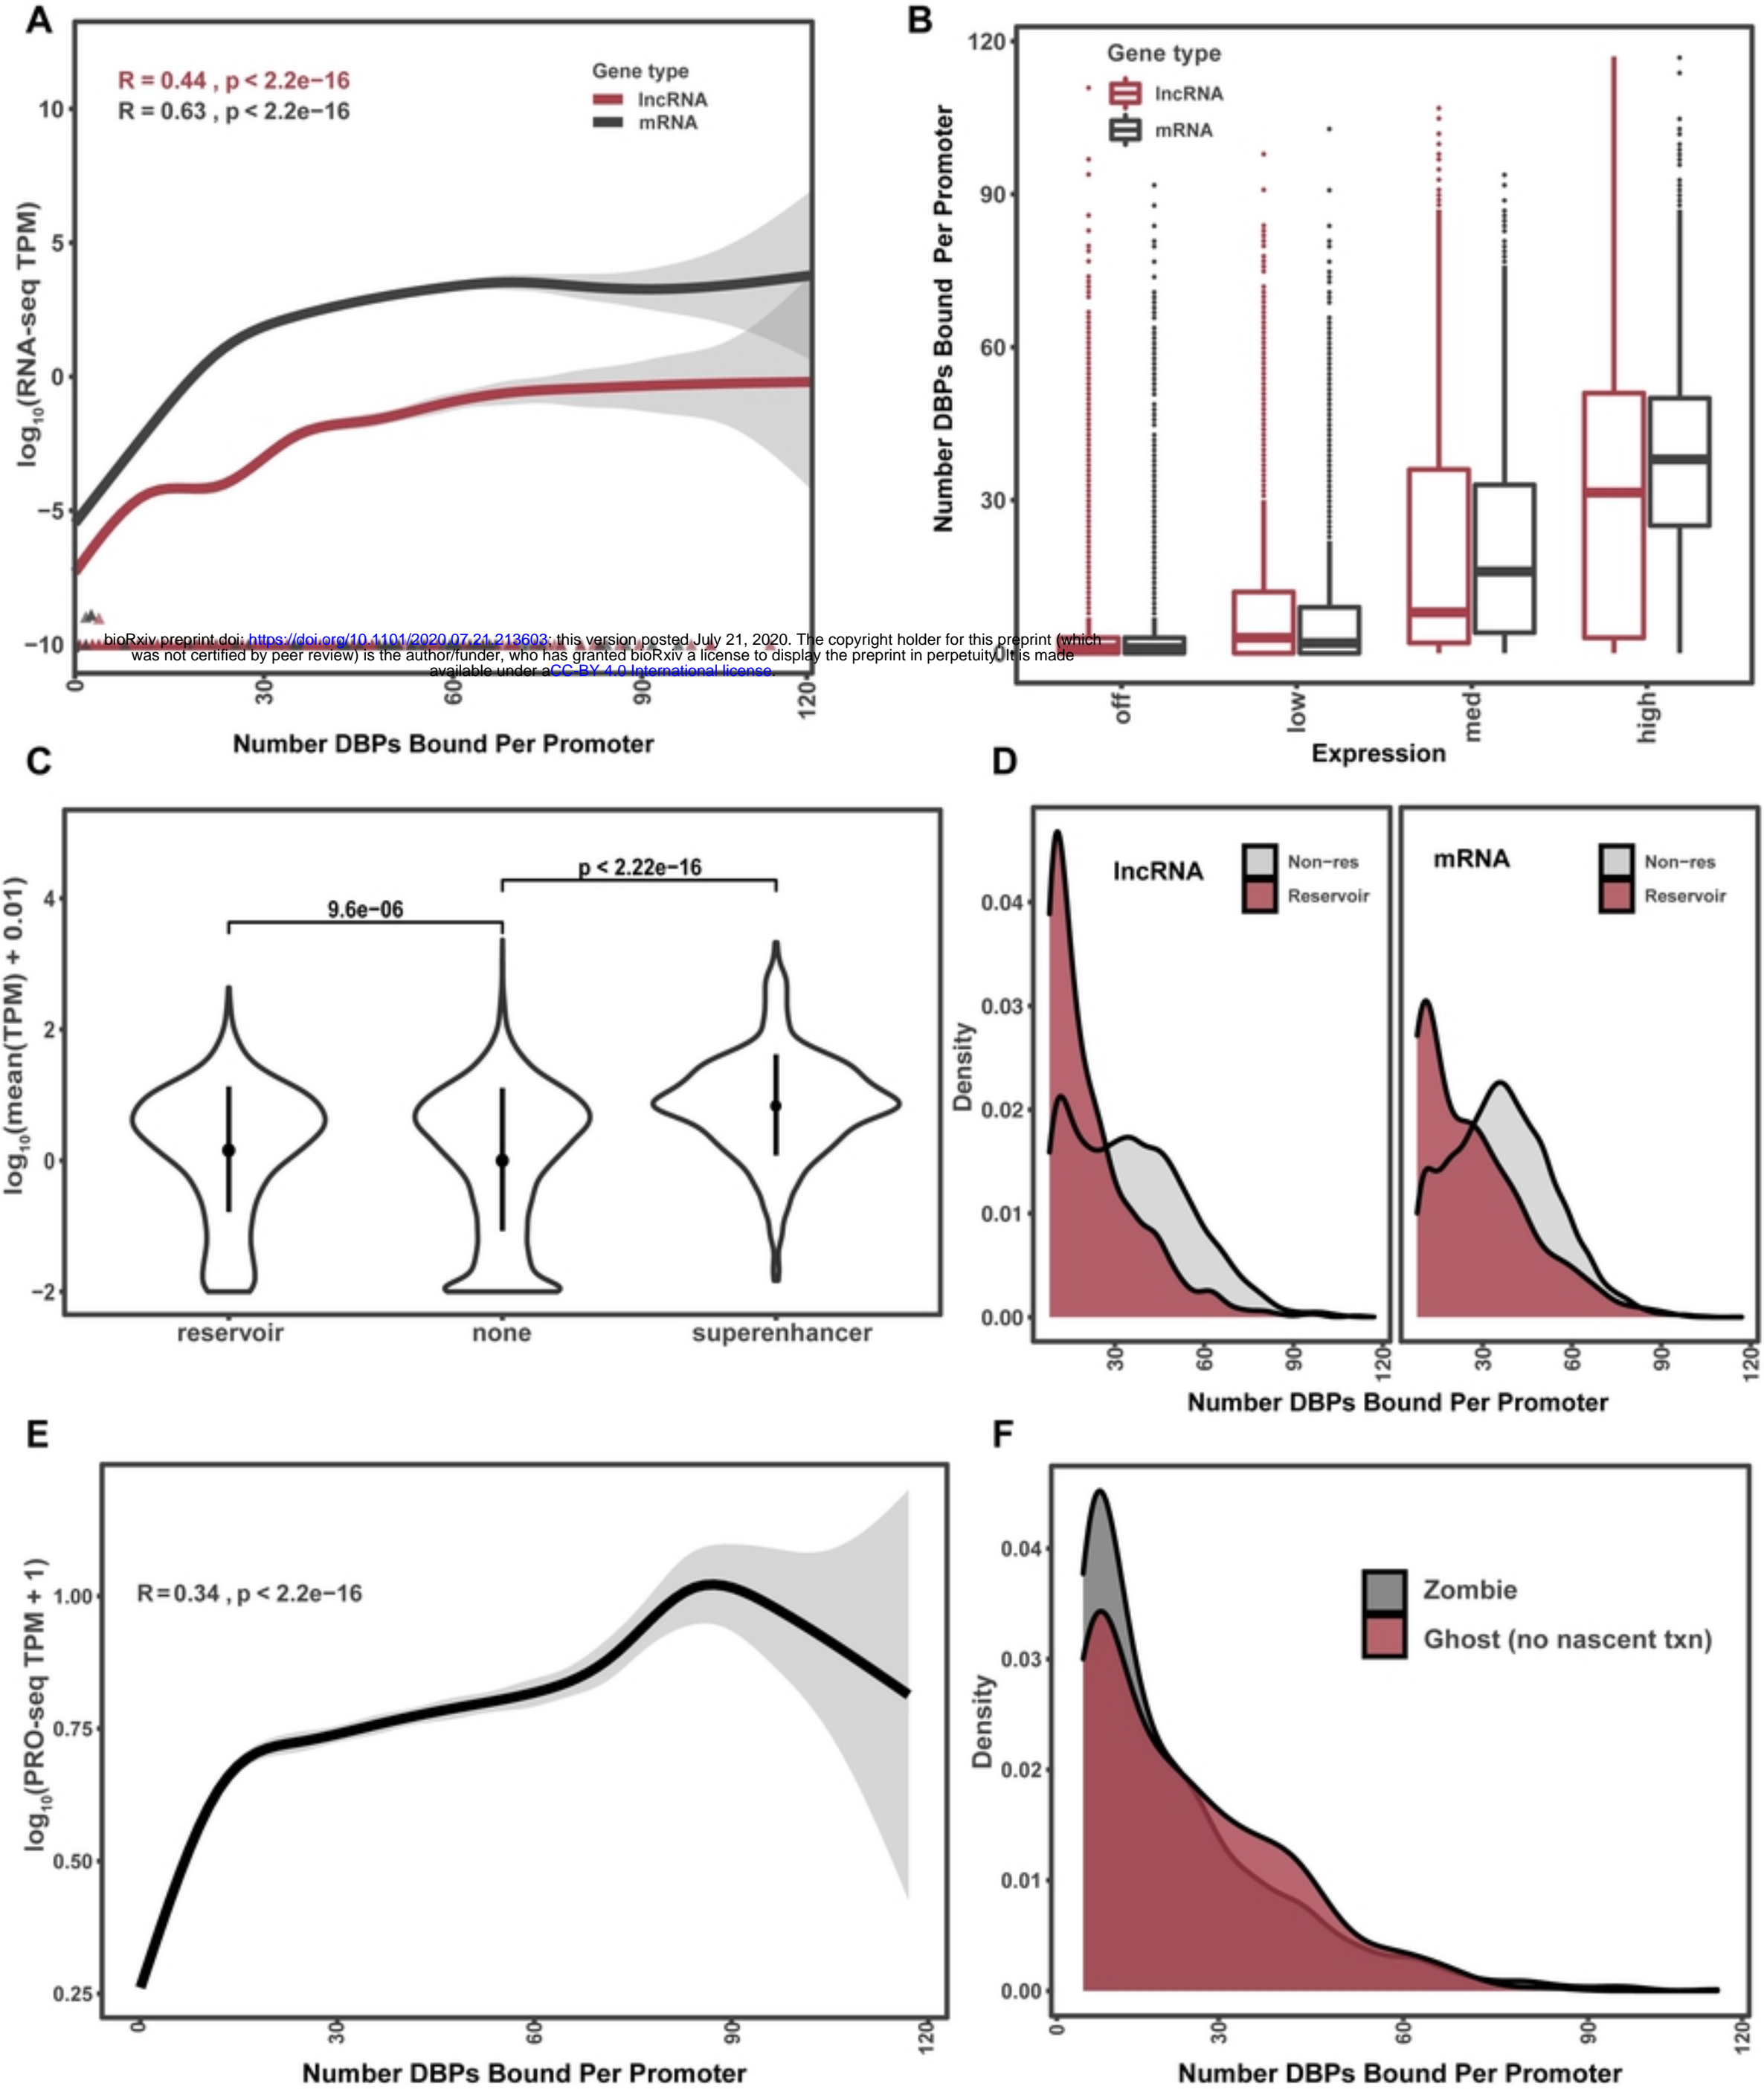 A
R = 0.44 , p < 2.2e−16
R = 0.63 , p < 2.2e−16
Gene type
lncRNA
mRNA
log10(RNA−seq TPM)
10
5
0
−5
−10
0
30
60
90
120
Number DBPs Bound Per Promoter
bioRxiv preprint doi: https://doi.org/10.1101/2020.07.21.213603; this version posted July 21, 2020. The copyright holder for this preprint (which
was not certified by peer review) is the author/funder, who has granted bioRxiv a license to display the preprint in perpetuity. It is made
available under aCC-BY 4.0 International license.
B
Gene type
lncRNA
mRNA
Number DBPs Bound Per Promoter
120
90
60
30
0
off
low
med
high
Expression
C
log10(mean(TPM) + 0.01)
4
2
0
−2
9.6e−06
p < 2.22e−16
reservoir
none
superenhancer
D
Density
0.04
0.03
0.02
0.01
0.00
lncRNA
Non−res
Reservoir
30
60
90
120
mRNA
Non−res
Reservoir
30
60
90
120
Number DBPs Bound Per Promoter
E
R=0.34 , p < 2.2e−16
log10(PRO-seq TPM + 1)
1.00
0.75
0.50
0.25
0
30
60
90
120
Number DBPs Bound Per Promoter
F
Density
0.04
0.03
0.02
0.01
0.00
Zombie
Ghost (no nascent txn)
0
30
60
90
120
Number DBPs Bound Per Promoter